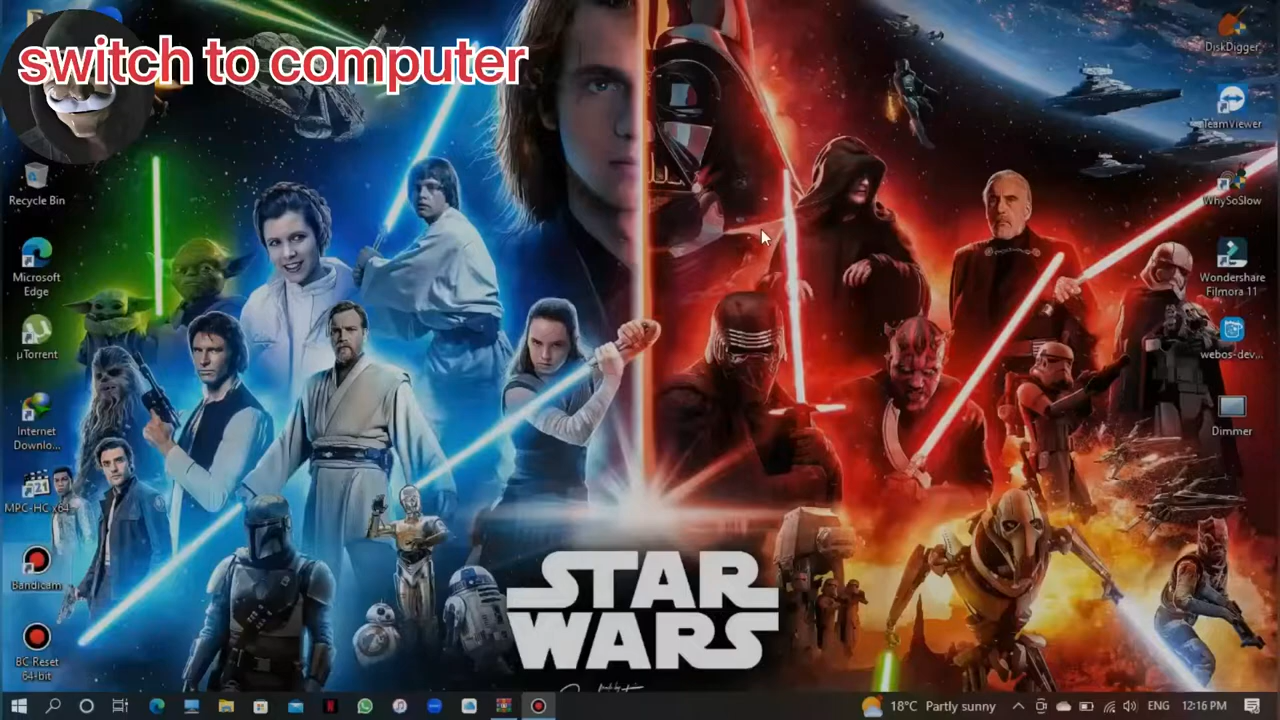 switch to computer
DiskDigger
TeamViewer
Recycle Bin
WhySoSlow
Microsoft
Edge
Wondershare
Filmora 11
µTorrent
webos-dev...
Internet
Downlo...
Dimmer
MPC-HC x64
Bandicam
STAR
WARS
BC-Reset
64-bit
18°C Partly sunny
ENG
12:16 PM